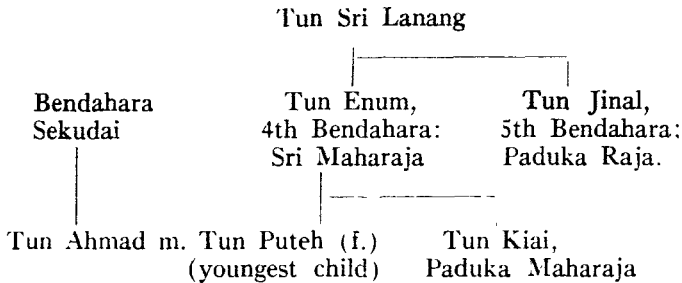 Tun Sri Lanang
Bendahara Tun Enum, Tun Jinal,
Sekudai 4th Bendahara: 5th Bendahara:
Sri Maharaja Paduka Raja.
Tun Ahmad m. Tun Puteh (f.) Tun Kiai,
(youngest child) Paduka Maharaja